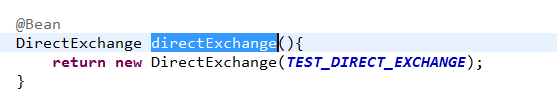 @Bean
DirectExchange directExchange(){
    return new DirectExchange(TEST_DIRECT_EXCHANGE);
}